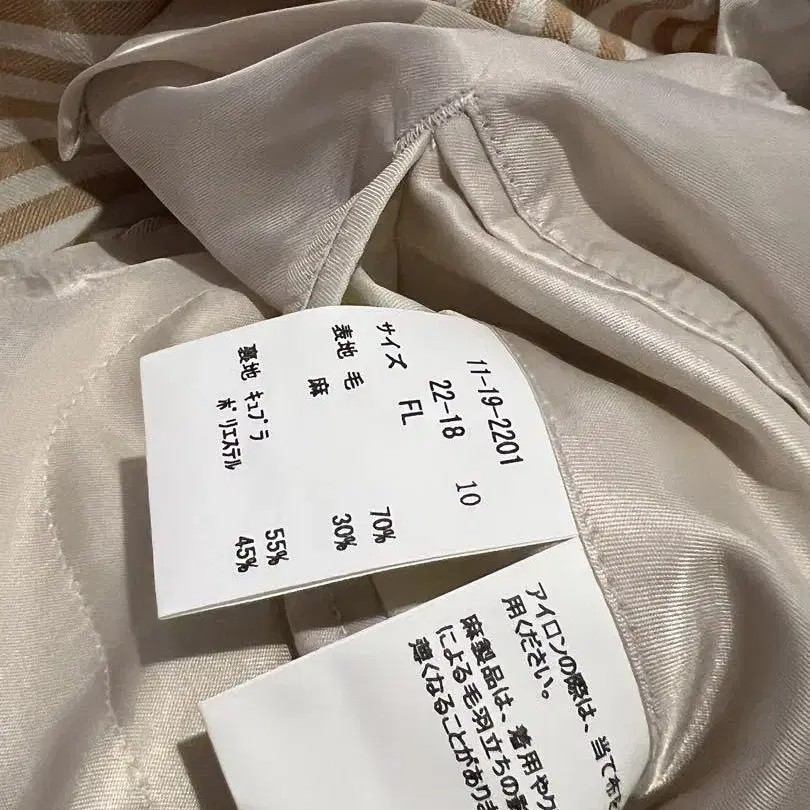 11-19-2201
22-18 10
サイズ FL
表地 毛 70%
麻 30%
裏地 キュプラ 55%
ポリエステル 45%
アイロンの際は、当て布
用ください。
麻製品は、着用やク
による毛羽立ちの
薄くなることがありま